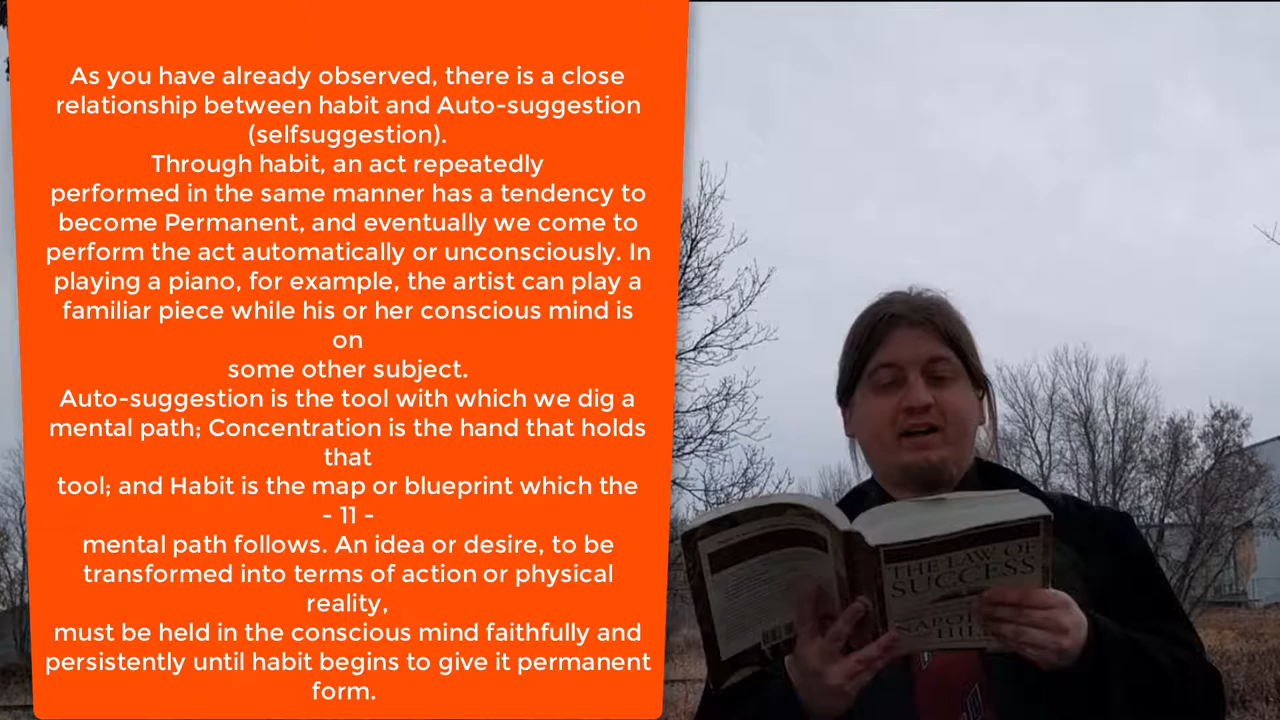 As you have already observed, there is a close
relationship between habit and Auto-suggestion
(selfsuggestion).
Through habit, an act repeatedly
performed in the same manner has a tendency to
become Permanent, and eventually we come to
perform the act automatically or unconsciously. In
playing a piano, for example, the artist can play a
familiar piece while his or her conscious mind is
on
some other subject.
Auto-suggestion is the tool with which we dig a
mental path; Concentration is the hand that holds
that
tool; and Habit is the map or blueprint which the
- 11 -
mental path follows. An idea or desire, to be
transformed into terms of action or physical
reality,
must be held in the conscious mind faithfully and
persistently until habit begins to give it permanent
form.
THE LAW OF
SUCCESS
HILL